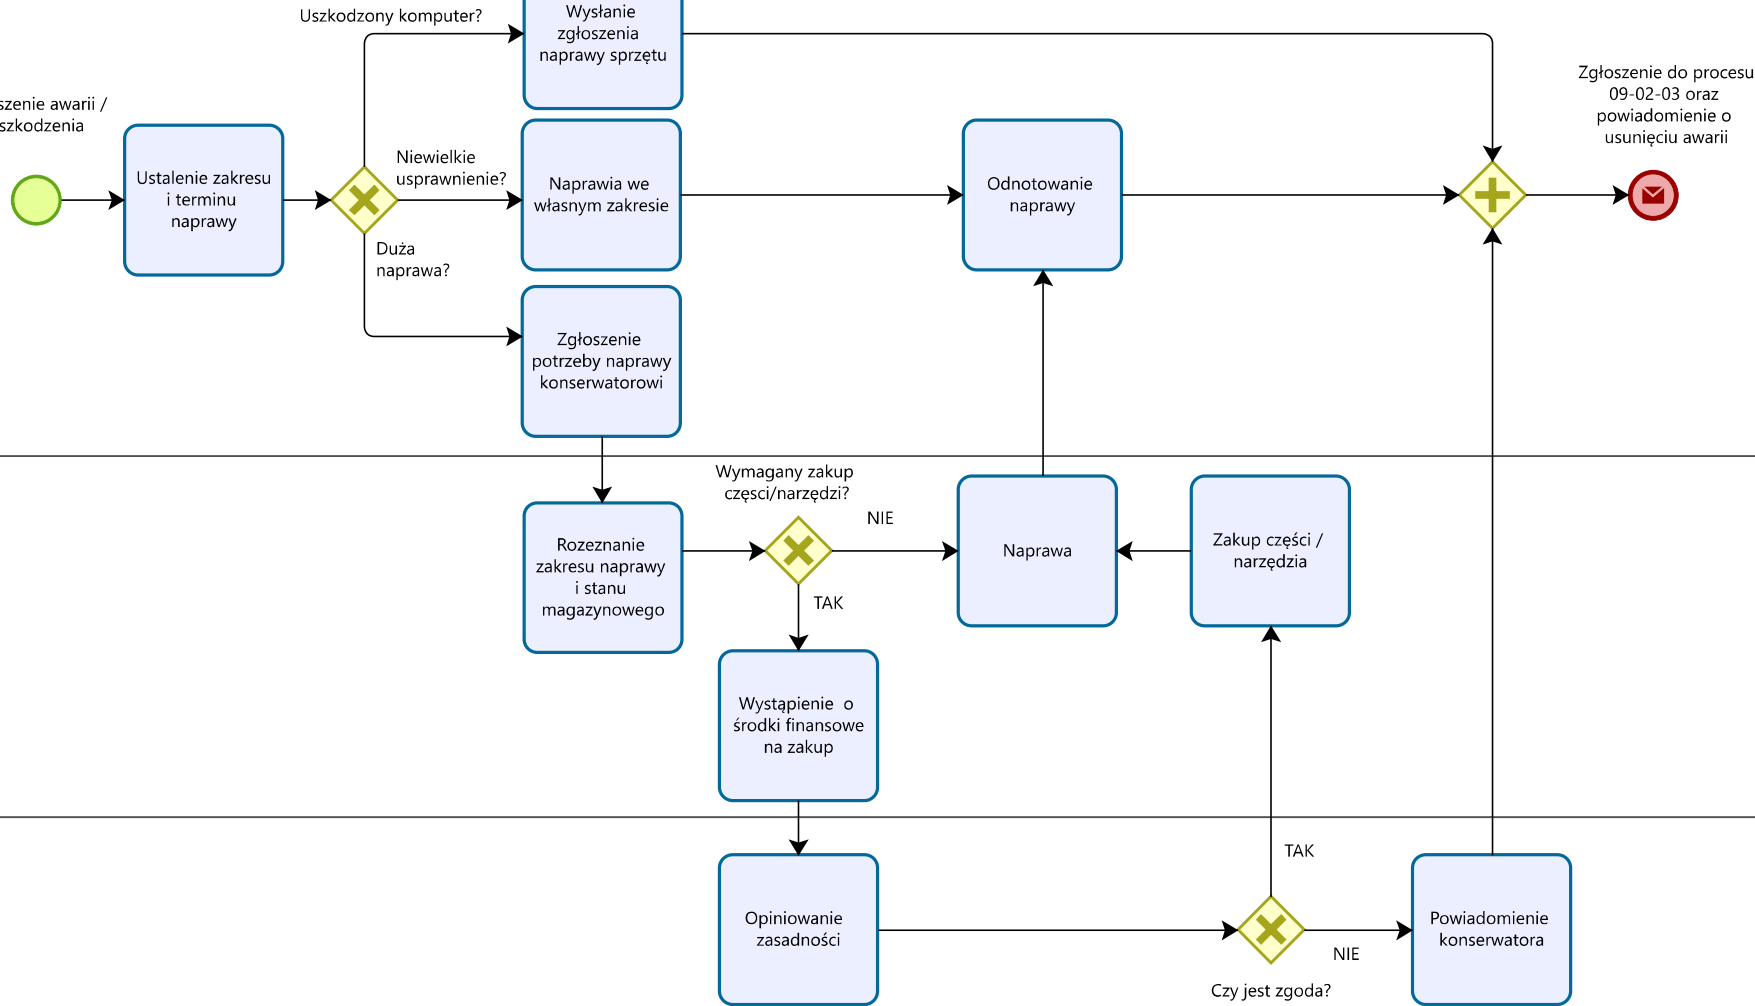 Uszkodzony komputer?
Wysłanie
zgłoszenia
naprawy sprzętu
Zgłoszenie do procesu
09-02-03 oraz
powiadomienie o
usunięciu awarii
szenie awarii /
szkodzenia
Ustalenie zakresu
i terminu
naprawy
Niewielkie
usprawnienie?
Naprawia we
własnym zakresie
Odnotowanie
naprawy
Duża
naprawa?
Zgłoszenie
potrzeby naprawy
konserwatorowi
Wymagany zakup
częsci/narzędzi?
NIE
Rozeznanie
zakresu naprawy
i stanu
magazynowego
Naprawa
Zakup części /
narzędzia
TAK
Wystąpienie o
środki finansowe
na zakup
TAK
Opiniowanie
zasadności
Powiadomienie
konserwatora
NIE
Czy jest zgoda?